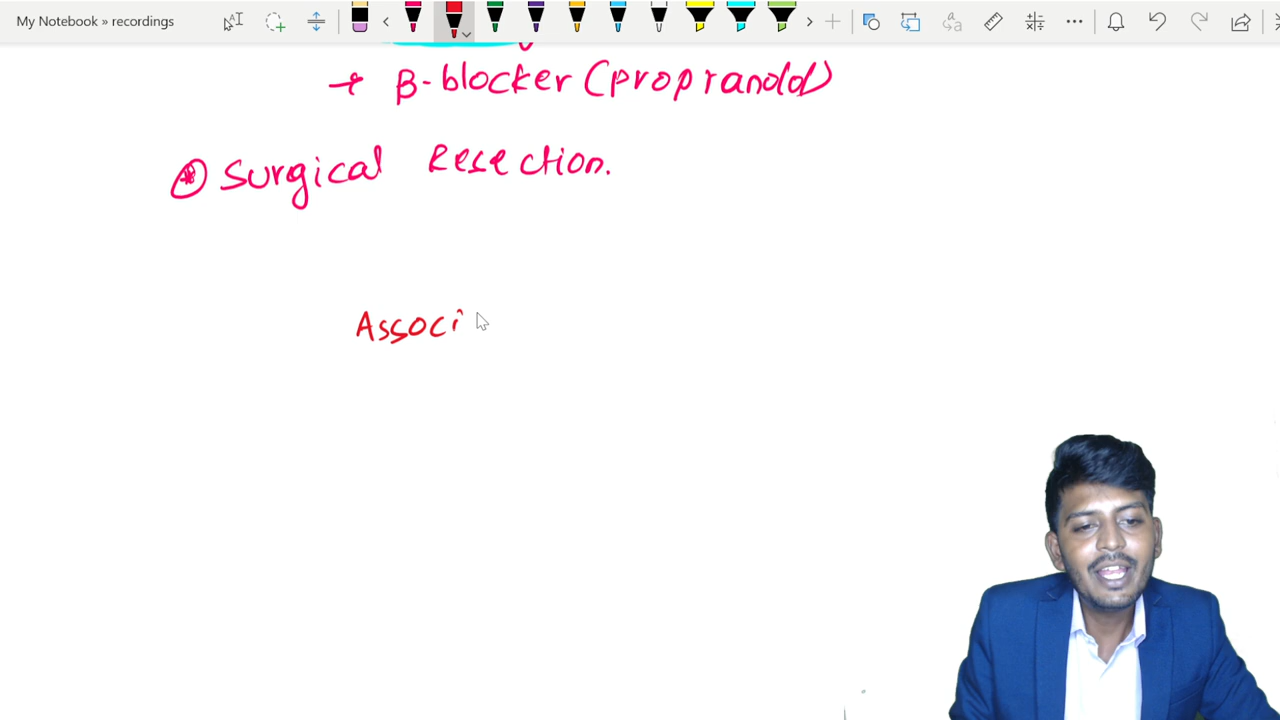 My Notebook » recordings
→ β-blocker (propranolol)
* Surgical Resection.
Associ